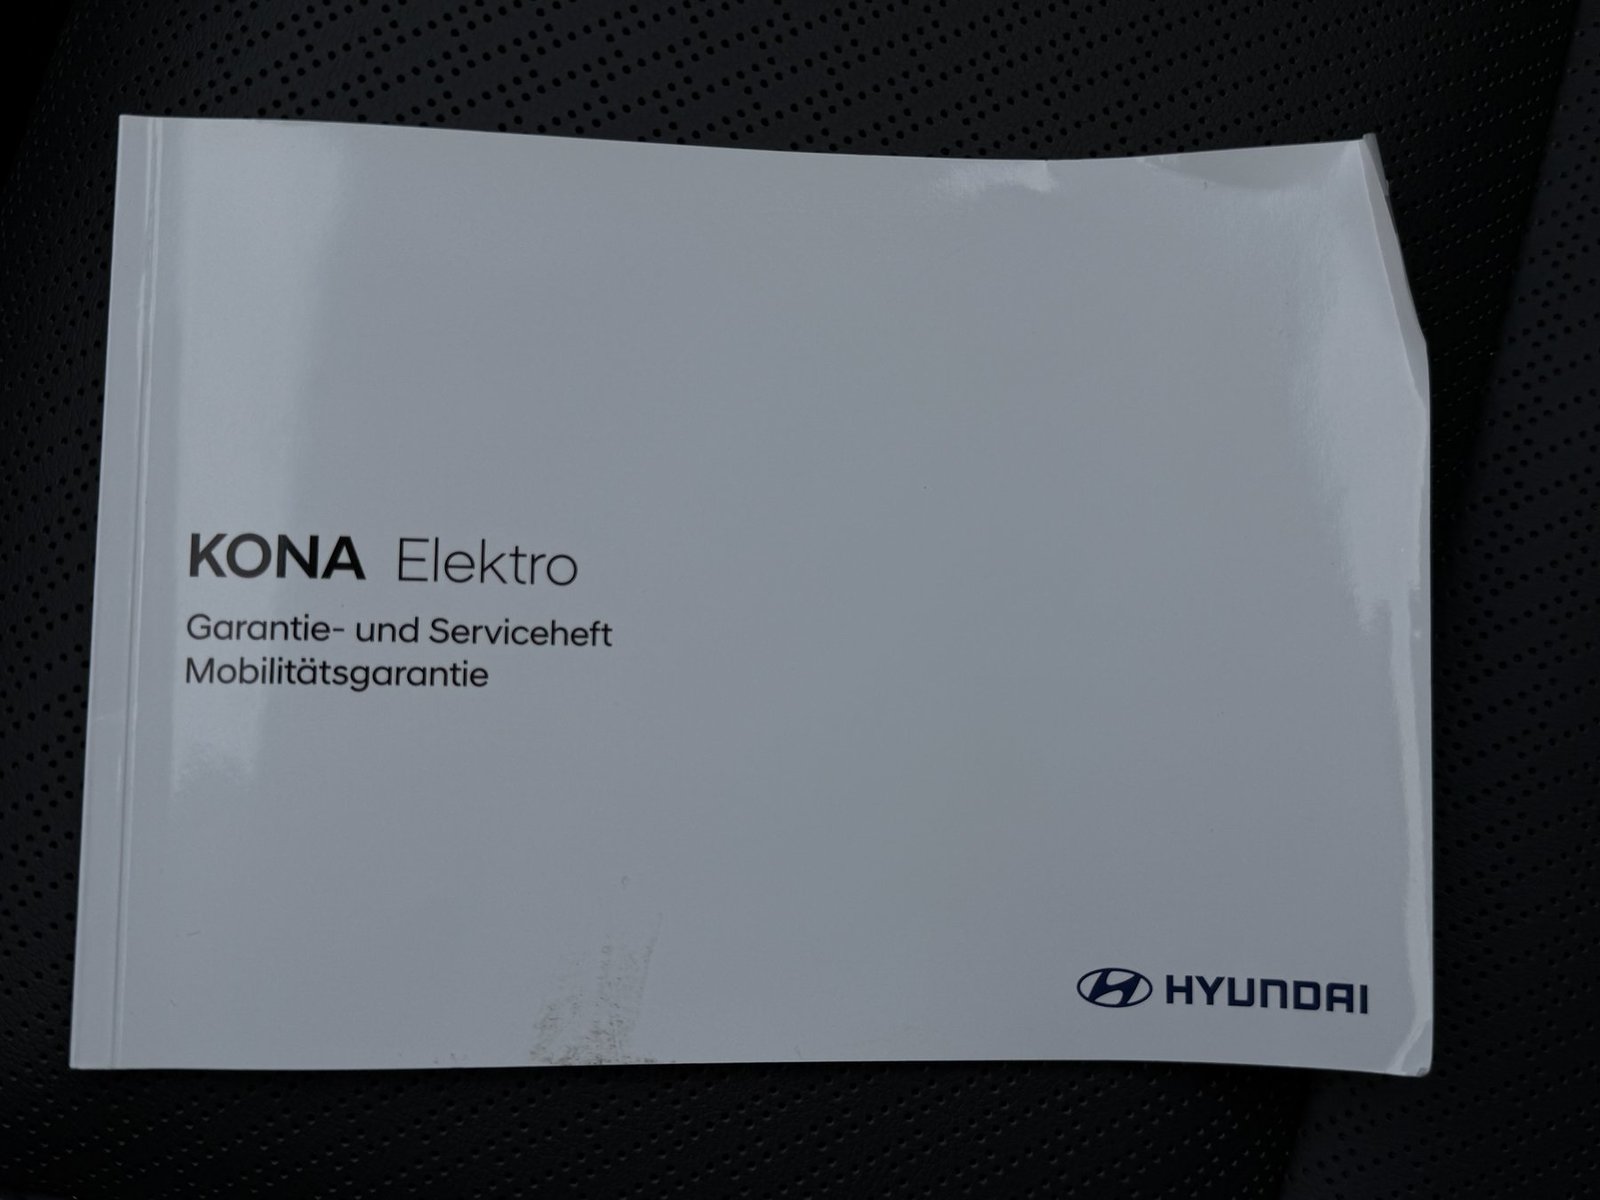 KONA Elektro
Garantie- und Serviceheft
Mobilitätsgarantie
HYUNDAI